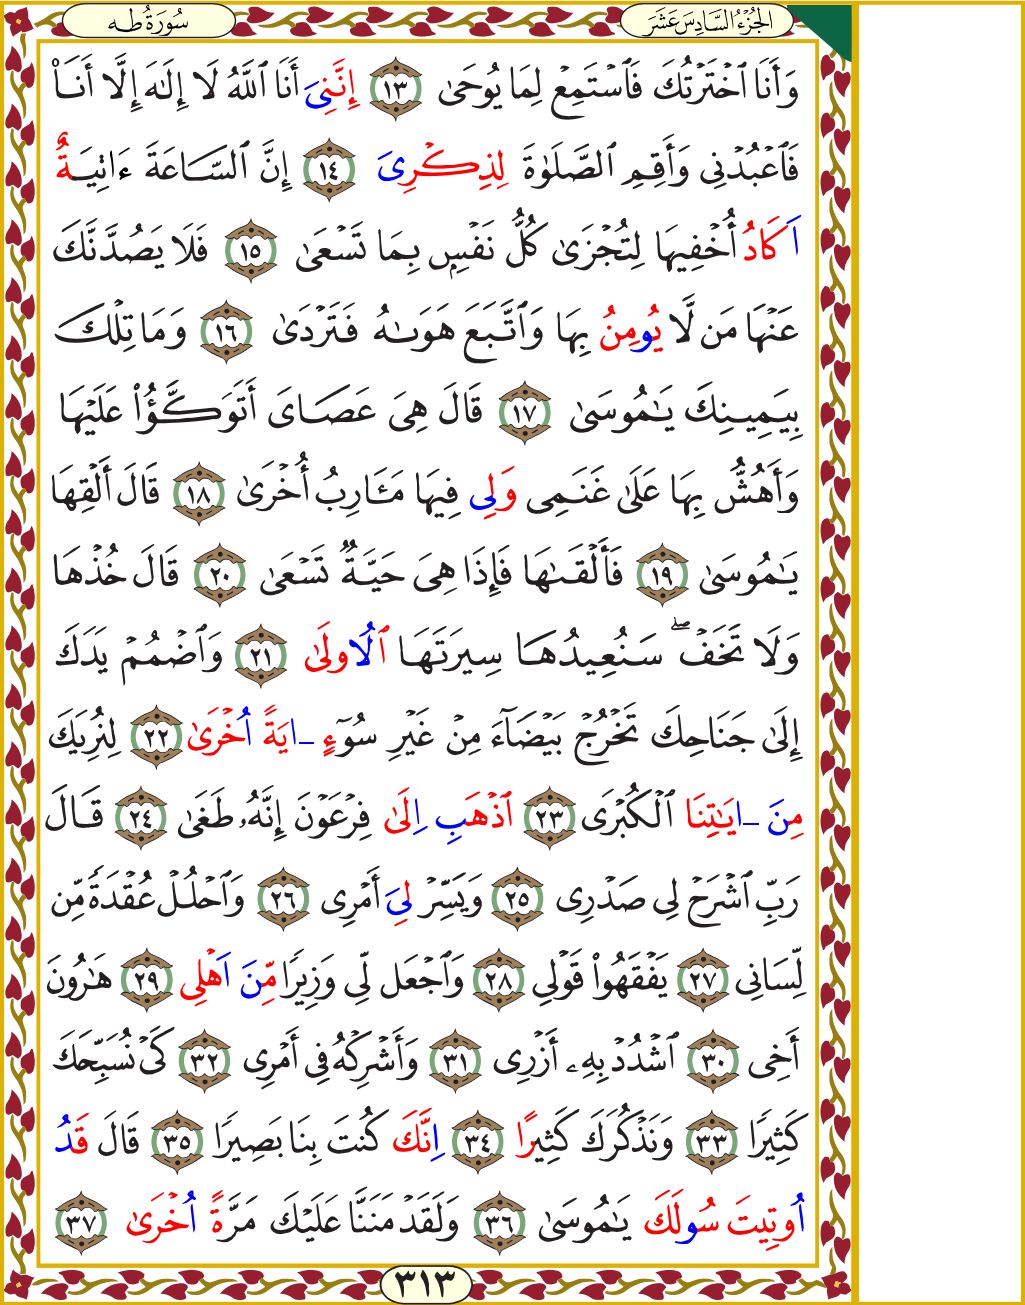 سُورَةُ طه
الجُزْءُ السَّادِسَ عَشَرَ
وَأَنَا ٱخْتَرْتُكَ فَٱسْتَمِعْ لِمَا يُوحَىٰ ١٣ إِنَّنِىَ أَنَا ٱللَّهُ لَا إِلَٰهَ إِلَّا أَنَا۠
فَٱعْبُدْنِى وَأَقِمِ ٱلصَّلَوٰةَ لِذِكْرِىَ ١٤ إِنَّ ٱلسَّاعَةَ ءَاتِيَةٌ
اَكَادُ أُخْفِيهَا لِتُجْزَىٰ كُلُّ نَفْسٍۭ بِمَا تَسْعَىٰ ١٥ فَلَا يَصُدَّنَّكَ
عَنْهَا مَن لَّا يُومِنُ بِهَا وَٱتَّبَعَ هَوَىٰهُ فَتَرْدَىٰ ١٦ وَمَا تِلْكَ
بِيَمِينِكَ يَٰمُوسَىٰ ١٧ قَالَ هِىَ عَصَاىَ أَتَوَكَّؤُا۟ عَلَيْهَا
وَأَهُشُّ بِهَا عَلَىٰ غَنَمِى وَلِى فِيهَا مَـَٔارِبُ أُخْرَىٰ ١٨ قَالَ أَلْقِهَا
يَٰمُوسَىٰ ١٩ فَأَلْقَىٰهَا فَإِذَا هِىَ حَيَّةٌ تَسْعَىٰ ٢٠ قَالَ خُذْهَا
وَلَا تَخَفْ ۖ سَنُعِيدُهَا سِيرَتَهَا ٱلُاولَىٰ ٢١ وَٱضْمُمْ يَدَكَ
إِلَىٰ جَنَاحِكَ تَخْرُجْ بَيْضَآءَ مِنْ غَيْرِ سُوٓءٍ ـايَةً اُخْرَىٰ ٢٢ لِنُرِيَكَ
مِنَ ـايَٰتِنَا ٱلْكُبْرَى ٢٣ ٱذْهَبِ اِلَىٰ فِرْعَوْنَ إِنَّهُۥ طَغَىٰ ٢٤ قَالَ
رَبِّ ٱشْرَحْ لِى صَدْرِى ٢٥ وَيَسِّرْ لِىَ أَمْرِى ٢٦ وَٱحْلُلْ عُقْدَةً مِّن
لِّسَانِى ٢٧ يَفْقَهُوا۟ قَوْلِى ٢٨ وَٱجْعَل لِّى وَزِيرًا مِّنَ اَهْلِى ٢٩ هَٰرُونَ
أَخِى ٣٠ ٱشْدُدْ بِهِۦ أَزْرِى ٣١ وَأَشْرِكْهُ فِى أَمْرِى ٣٢ كَىْ نُسَبِّحَكَ
كَثِيرًا ٣٣ وَنَذْكُرَكَ كَثِيرًا ٣٤ اِنَّكَ كُنتَ بِنَا بَصِيرًا ٣٥ قَالَ قَدُ
اُوتِيتَ سُولَكَ يَٰمُوسَىٰ ٣٦ وَلَقَدْ مَنَنَّا عَلَيْكَ مَرَّةً اُخْرَىٰ ٣٧
٣١٣